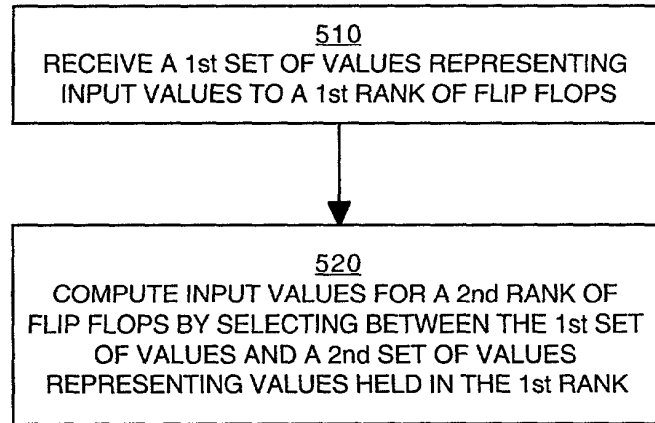 510
RECEIVE A 1st SET OF VALUES REPRESENTING
INPUT VALUES TO A 1st RANK OF FLIP FLOPS
520
COMPUTE INPUT VALUES FOR A 2nd RANK OF
FLIP FLOPS BY SELECTING BETWEEN THE 1st SET
OF VALUES AND A 2nd SET OF VALUES
REPRESENTING VALUES HELD IN THE 1st RANK